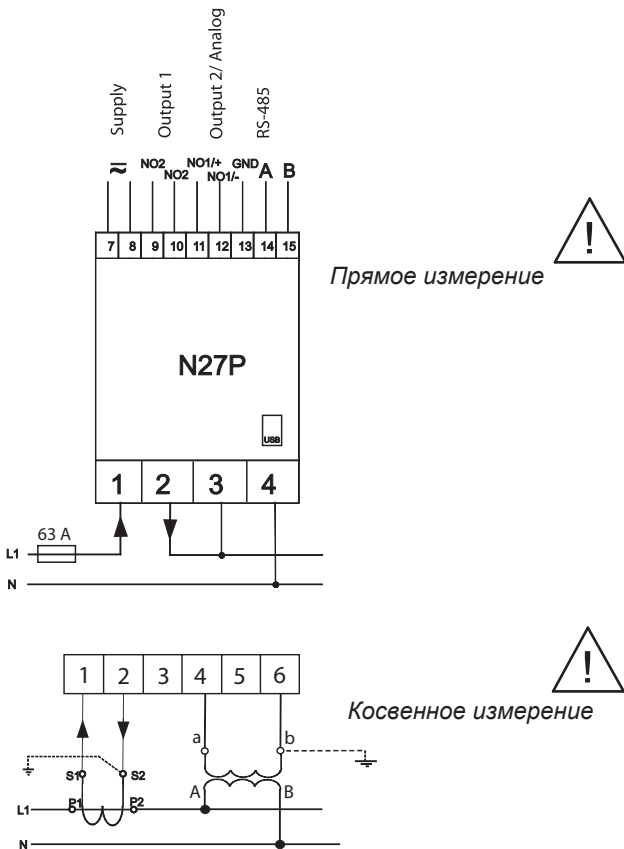 Supply Output 1 Output 2/ Analog RS-485
NO2 NO2 NO1/+ NO1/- GND A B
7 8 9 10 11 12 13 14 15
Прямое измерение
!
N27P
USB
1 2 3 4
63 A
L1
N
1 2 3 4 5 6
!
Косвенное измерение
a b
S1 S2
A B
L1 P1 P2
N